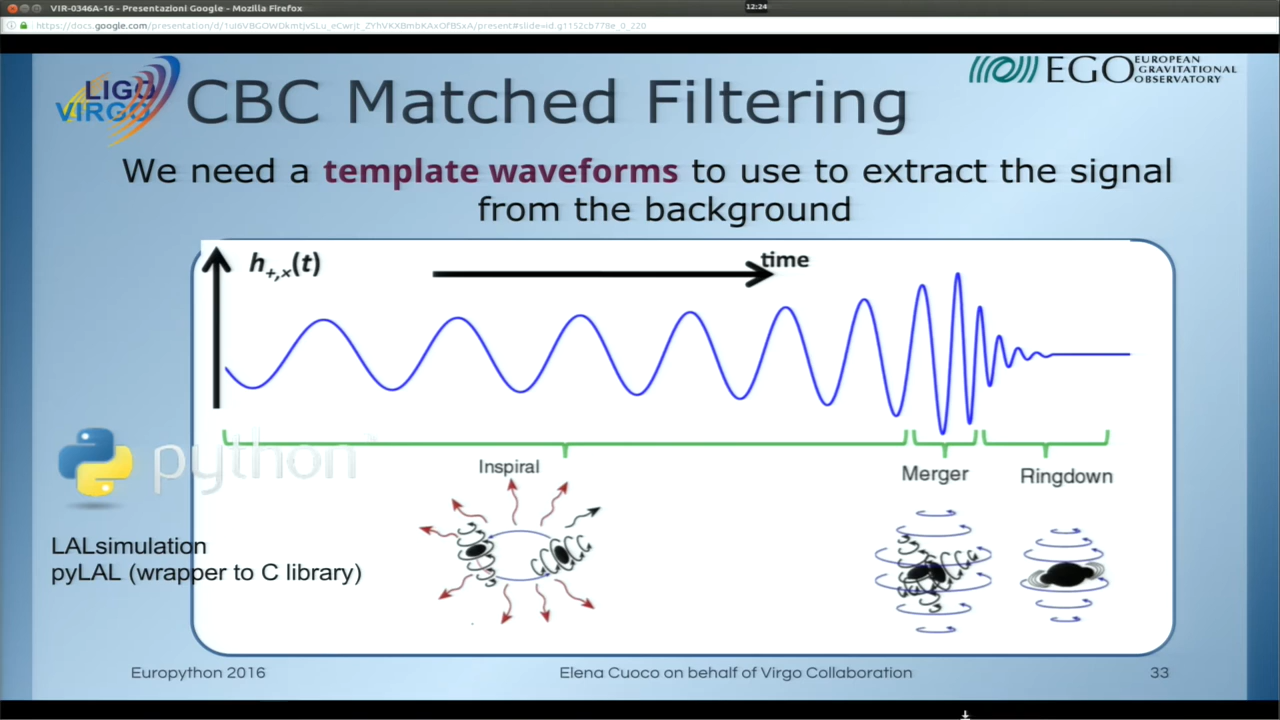 VIR-0346A-16 - Presentazioni Google - Mozilla Firefox
12:24
LIGO
VIRGO
CBC Matched Filtering
EGO
EUROPEAN
GRAVITATIONAL
OBSERVATORY
We need a template waveforms to use to extract the signal
from the background
h+,x(t)
time
python
Inspiral
Merger
Ringdown
LALsimulation
pyLAL (wrapper to C library)
Europython 2016
Elena Cuoco on behalf of Virgo Collaboration
33